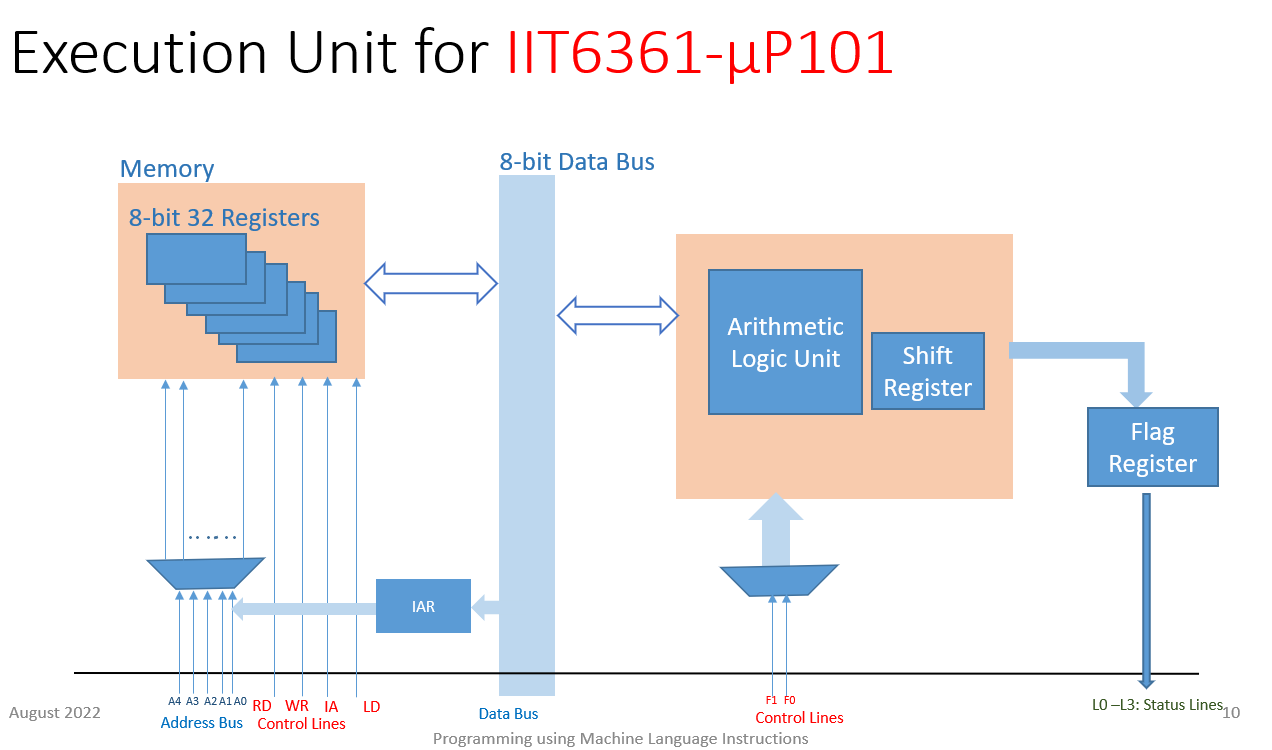 Execution Unit for IIT6361-µP101
Memory
8-bit Data Bus
8-bit 32 Registers
Arithmetic
Logic Unit
Shift
Register
Flag
Register
IAR
A4 A3 A2 A1 A0 RD WR IA LD
F1 F0
Address Bus
Control Lines
Data Bus
Control Lines
L0 –L3: Status Lines
August 2022
Programming using Machine Language Instructions
10